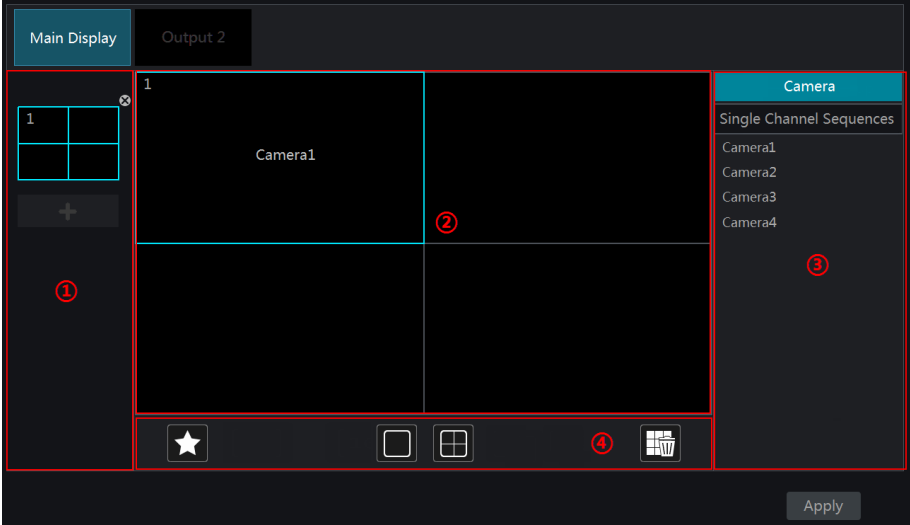 Main Display
Output 2
1
1
Camera1
Camera
Single Channel Sequences
Camera1
Camera2
Camera3
Camera4
①
②
③
④
Apply